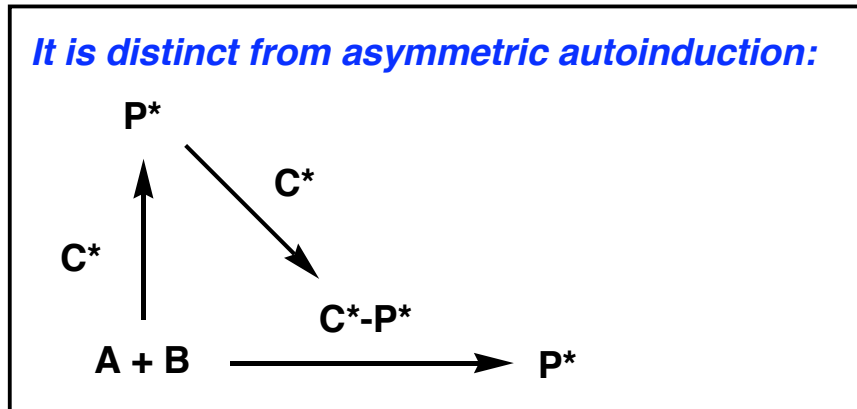 It is distinct from asymmetric autoinduction:
P*
C*
C*
C*-P*
A + B
P*